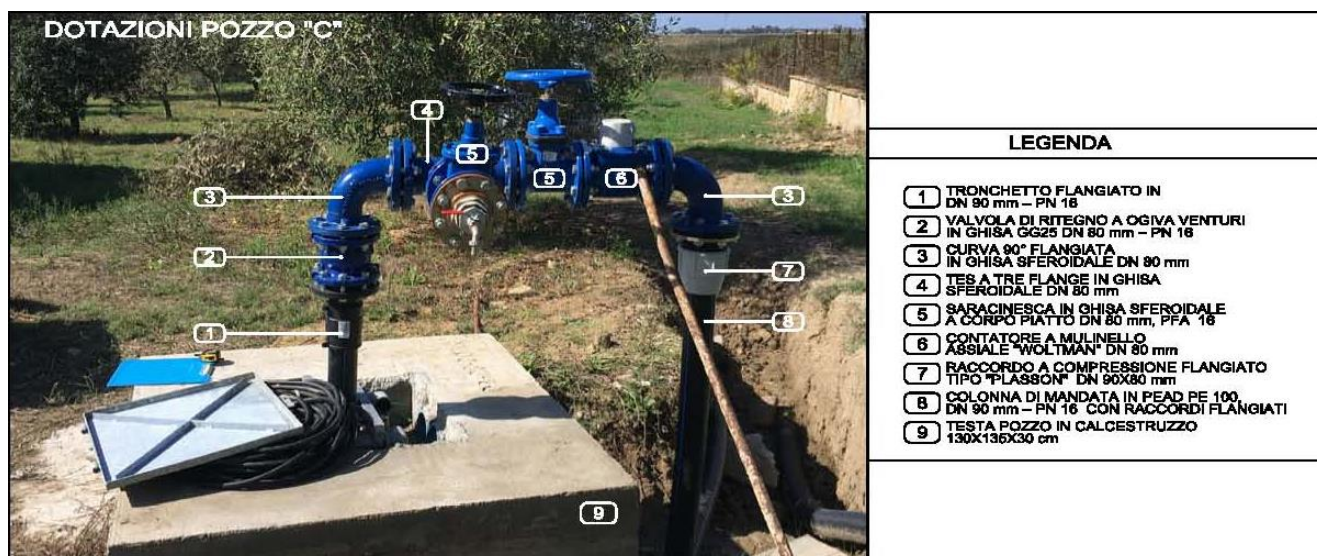 DOTAZIONI POZZO "C"
4
5
5
6
3
3
2
7
1
8
9
LEGENDA
1 TRONCHETTO FLANGIATO IN
DN 90 mm – PN 16
2 VALVOLA DI RITEGNO A OGIVA VENTURI
IN GHISA GG25 DN 80 mm – PN 16
3 CURVA 90° FLANGIATA
IN GHISA SFEROIDALE DN 80 mm
4 TES A TRE FLANGE IN GHISA
SFEROIDALE DN 80 mm
5 SARACINESCA IN GHISA SFEROIDALE
A CORPO PIATTO DN 80 mm, PFA 16
6 CONTATORE A MULINELLO
ASSIALE "WOLTMAN" DN 80 mm
7 RACCORDO A COMPRESSIONE FLANGIATO
TIPO "PLASSON" DN 90X80 mm
8 COLONNA DI MANDATA IN PEAD PE 100,
DN 90 mm – PN 16 CON RACCORDI FLANGIATI
9 TESTA POZZO IN CALCESTRUZZO
130X135X30 cm